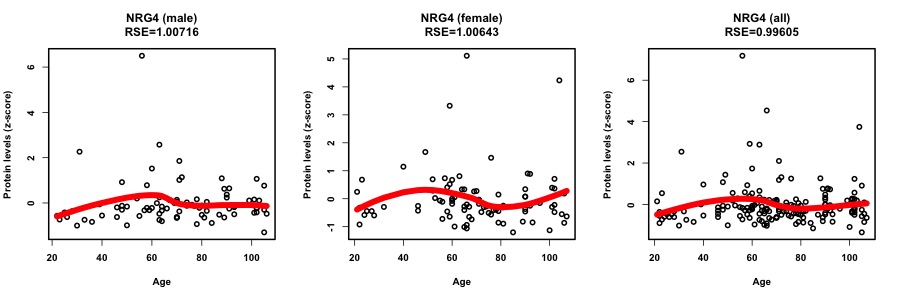 NRG4 (male)
RSE=1.00716
Protein levels (z-score)
6
4
2
0
20
40
60
80
100
Age
NRG4 (female)
RSE=1.00643
Protein levels (z-score)
5
4
3
2
1
0
-1
20
40
60
80
100
Age
NRG4 (all)
RSE=0.99605
Protein levels (z-score)
6
4
2
0
20
40
60
80
100
Age